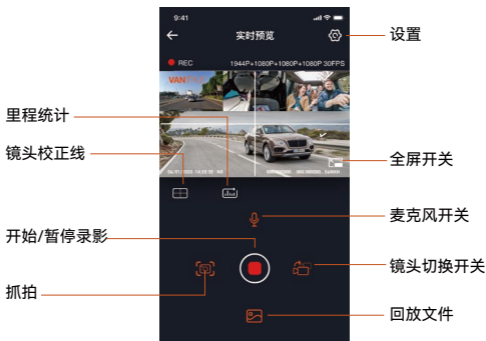 9:41
实时预览
设置
REC 1944P+1080P+1080P+1080P 30FPS
VAN
里程统计
镜头校正线
全屏开关
麦克风开关
开始/暂停录影
镜头切换开关
抓拍
回放文件